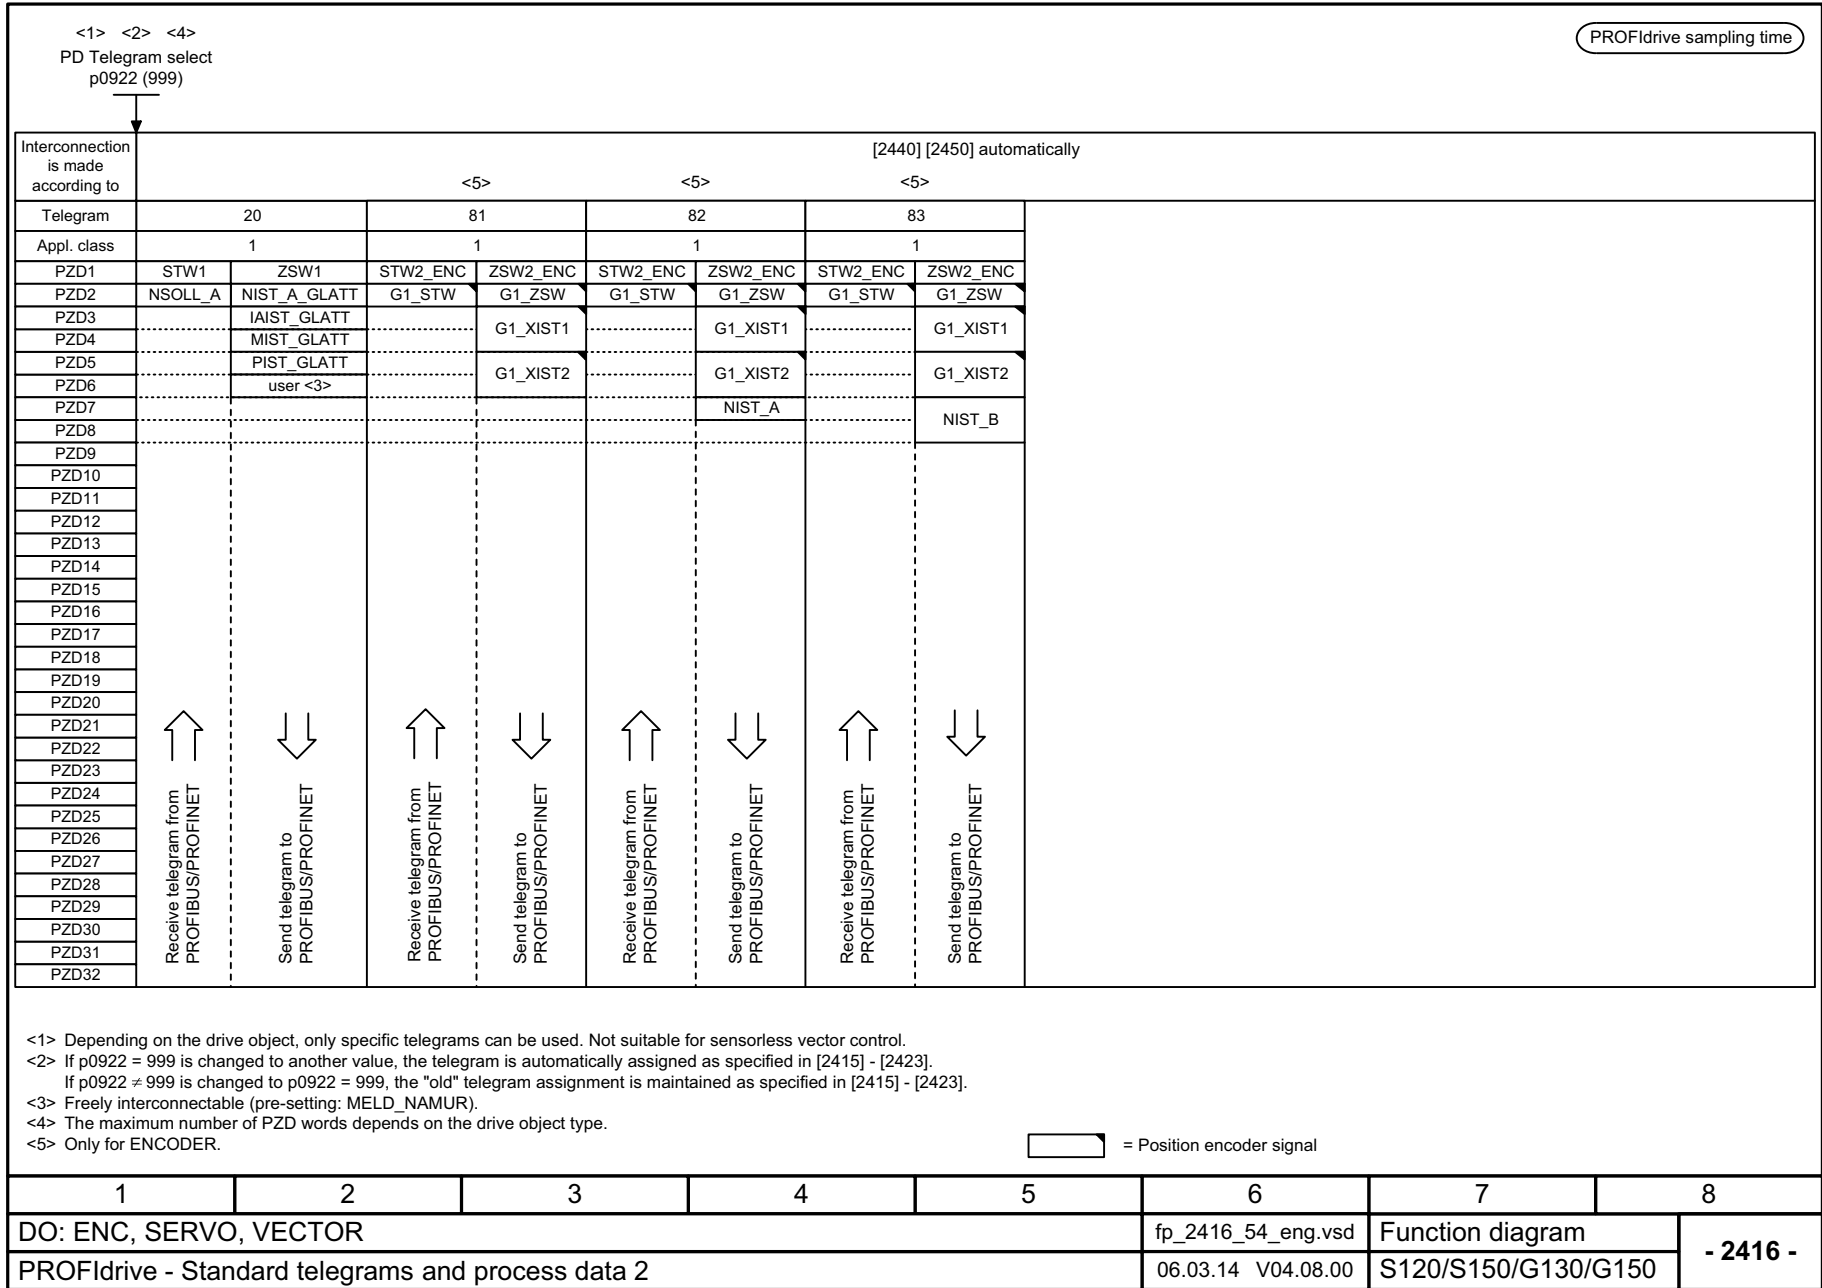 <1> <2> <4>
PD Telegram select
p0922 (999)
PROFIdrive sampling time
Interconnection
is made
according to
[2440] [2450] automatically
<5> <5> <5>
Telegram 20 81 82 83
Appl. class 1 1 1 1
PZD1 STW1 ZSW1 STW2_ENC ZSW2_ENC STW2_ENC ZSW2_ENC STW2_ENC ZSW2_ENC
PZD2 NSOLL_A NIST_A_GLATT G1_STW G1_ZSW G1_STW G1_ZSW G1_STW G1_ZSW
PZD3 IAIST_GLATT
G1_XIST1 G1_XIST1 G1_XIST1
PZD4 MIST_GLATT
PZD5 PIST_GLATT
G1_XIST2 G1_XIST2 G1_XIST2
PZD6 user <3>
PZD7 NIST_A
NIST_B
PZD8
PZD9
PZD10
PZD11
PZD12
PZD13
PZD14
PZD15
PZD16
PZD17
PZD18
PZD19
PZD20
PZD21
PZD22
PZD23
PZD24
PZD25
PZD26
PZD27
PZD28
PZD29
PZD30
PZD31
PZD32
Receive telegram from
PROFIBUS/PROFINET
Send telegram to
PROFIBUS/PROFINET
Receive telegram from
PROFIBUS/PROFINET
Send telegram to
PROFIBUS/PROFINET
Receive telegram from
PROFIBUS/PROFINET
Send telegram to
PROFIBUS/PROFINET
Receive telegram from
PROFIBUS/PROFINET
Send telegram to
PROFIBUS/PROFINET
<1> Depending on the drive object, only specific telegrams can be used. Not suitable for sensorless vector control.
<2> If p0922 = 999 is changed to another value, the telegram is automatically assigned as specified in [2415] - [2423].
If p0922 ≠ 999 is changed to p0922 = 999, the "old" telegram assignment is maintained as specified in [2415] - [2423].
<3> Freely interconnectable (pre-setting: MELD_NAMUR).
<4> The maximum number of PZD words depends on the drive object type.
<5> Only for ENCODER.
= Position encoder signal
1 2 3 4 5 6 7 8
DO: ENC, SERVO, VECTOR fp_2416_54_eng.vsd Function diagram
- 2416 -
PROFIdrive - Standard telegrams and process data 2 06.03.14 V04.08.00 S120/S150/G130/G150